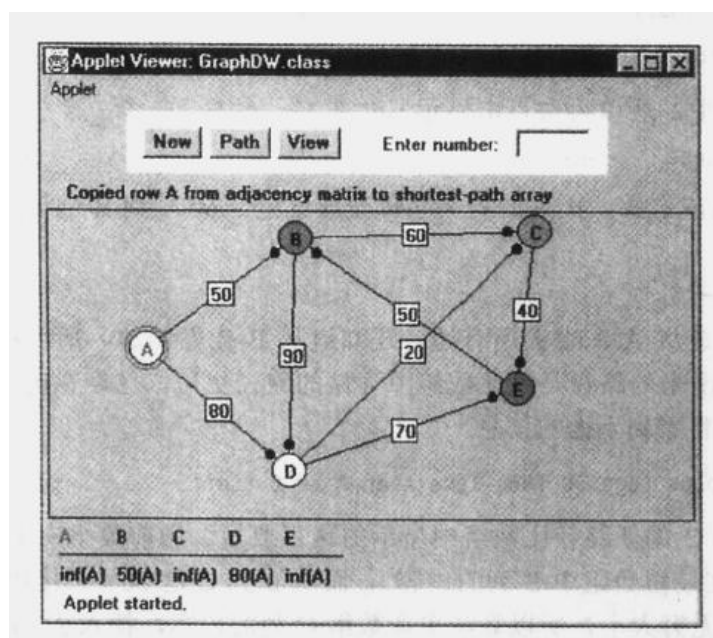 Applet Viewer: GraphDW.class
Applet
New Path View Enter number:
Copied row A from adjacency matrix to shortest-path array
B 60 C
50 50 40
A 90 20
E
80 70
D
A B C D E
inf(A) 50(A) inf(A) 80(A) inf(A)
Applet started.